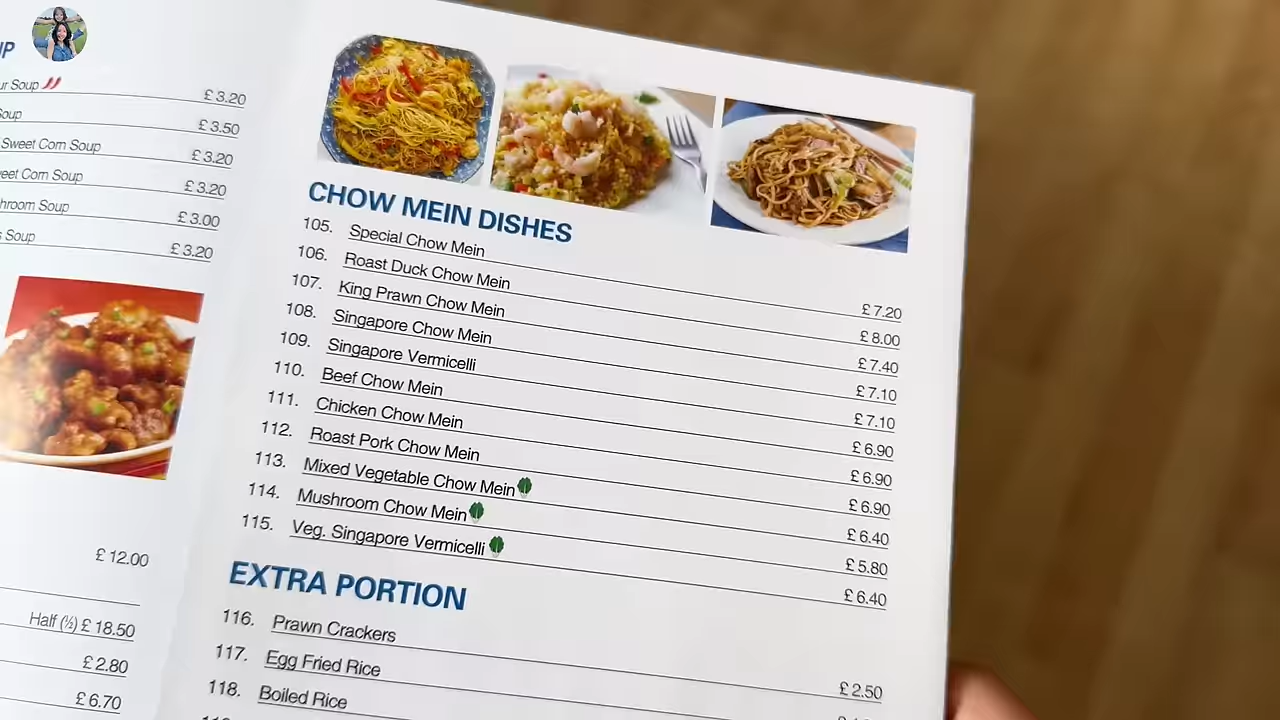 UP
ur Soup £3.20
Soup £3.50
Sweet Corn Soup £3.20
eet Corn Soup £3.20
hroom Soup £3.00
s Soup £3.20
£12.00
Half (½) £18.50
£2.80
£6.70
CHOW MEIN DISHES
105. Special Chow Mein £7.20
106. Roast Duck Chow Mein £8.00
107. King Prawn Chow Mein £7.40
108. Singapore Chow Mein £7.10
109. Singapore Vermicelli £7.10
110. Beef Chow Mein £6.90
111. Chicken Chow Mein £6.90
112. Roast Pork Chow Mein £6.90
113. Mixed Vegetable Chow Mein £6.40
114. Mushroom Chow Mein £5.80
115. Veg. Singapore Vermicelli £6.40
EXTRA PORTION
116. Prawn Crackers £2.50
117. Egg Fried Rice
118. Boiled Rice